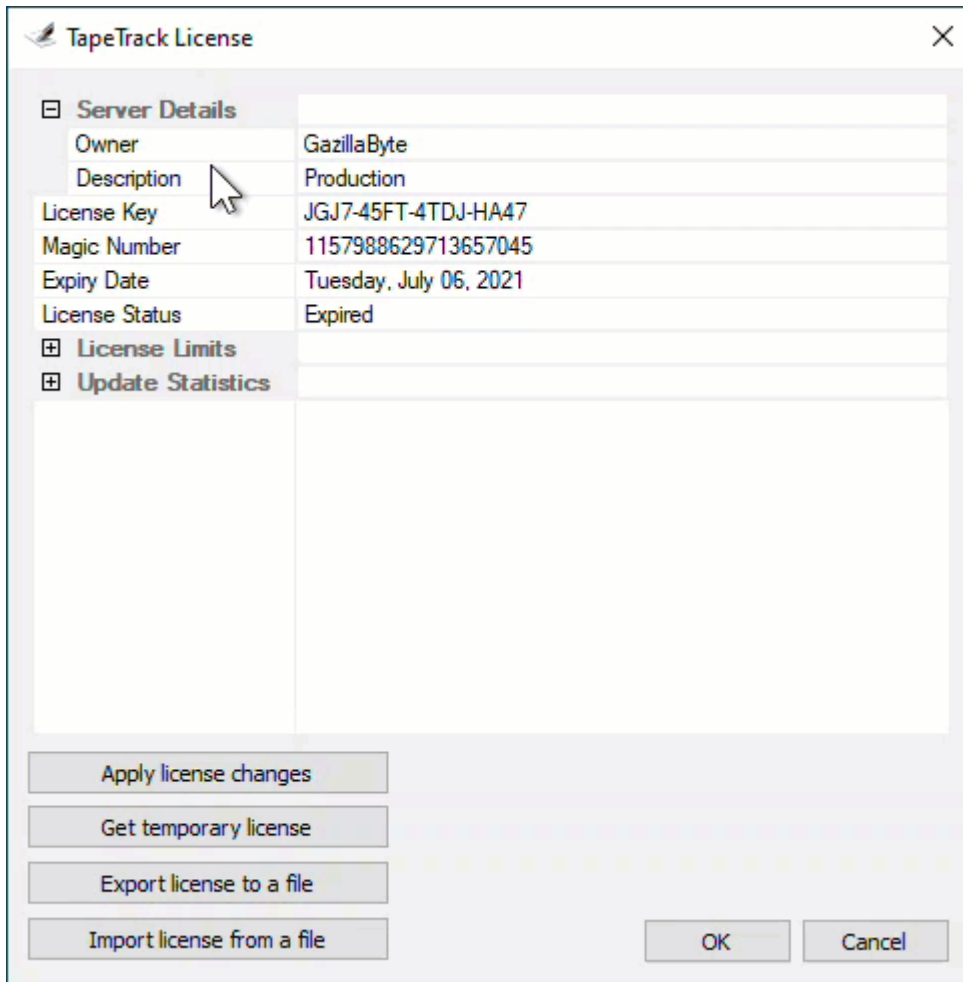 TapeTrack License
Server Details
Owner GazillaByte
Description Production
License Key JGJ7-45FT-4TDJ-HA47
Magic Number 1157988629713657045
Expiry Date Tuesday, July 06, 2021
License Status Expired
License Limits
Update Statistics
Apply license changes
Get temporary license
Export license to a file
Import license from a file
OK Cancel